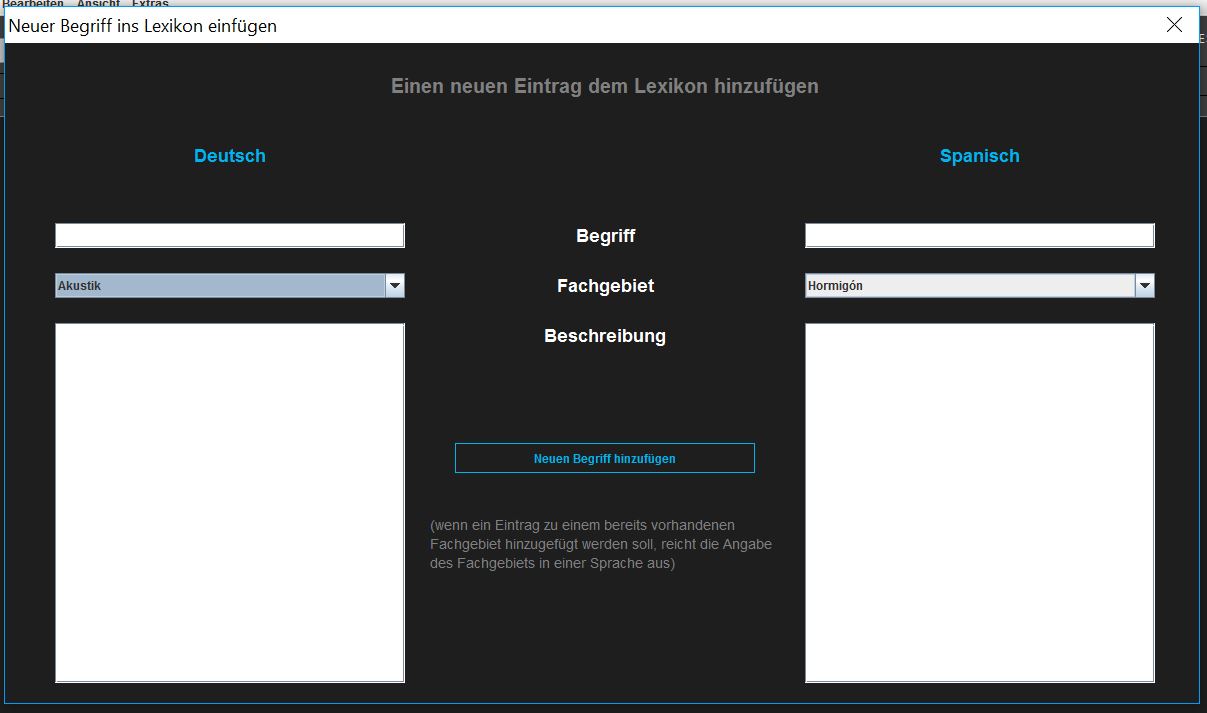 Bearbeiten Ansicht Extras
Neuer Begriff ins Lexikon einfügen
E
Einen neuen Eintrag dem Lexikon hinzufügen
Deutsch Spanisch
Begriff
Akustik Fachgebiet Hormigón
Beschreibung
Neuen Begriff hinzufügen
(wenn ein Eintrag zu einem bereits vorhandenen
Fachgebiet hinzugefügt werden soll, reicht die Angabe
des Fachgebiets in einer Sprache aus)